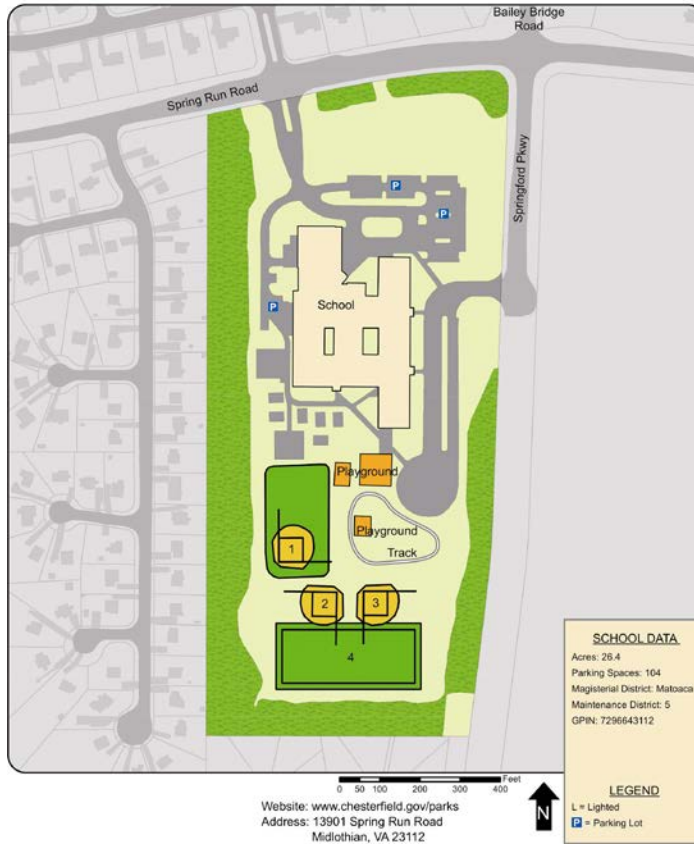 Bailey Bridge
Road
Spring Run Road
Springford Pkwy
P
P
School
P
Playground
Playground
Track
1
2
3
4
SCHOOL DATA
Acres: 26.4
Parking Spaces: 104
Magisterial District: Matoaca
Maintenance District: 5
GPIN: 7296643112
LEGEND
L = Lighted
P = Parking Lot
Feet
0 50 100 200 300 400
N
Website: www.chesterfield.gov/parks
Address: 13901 Spring Run Road
Midlothian, VA 23112